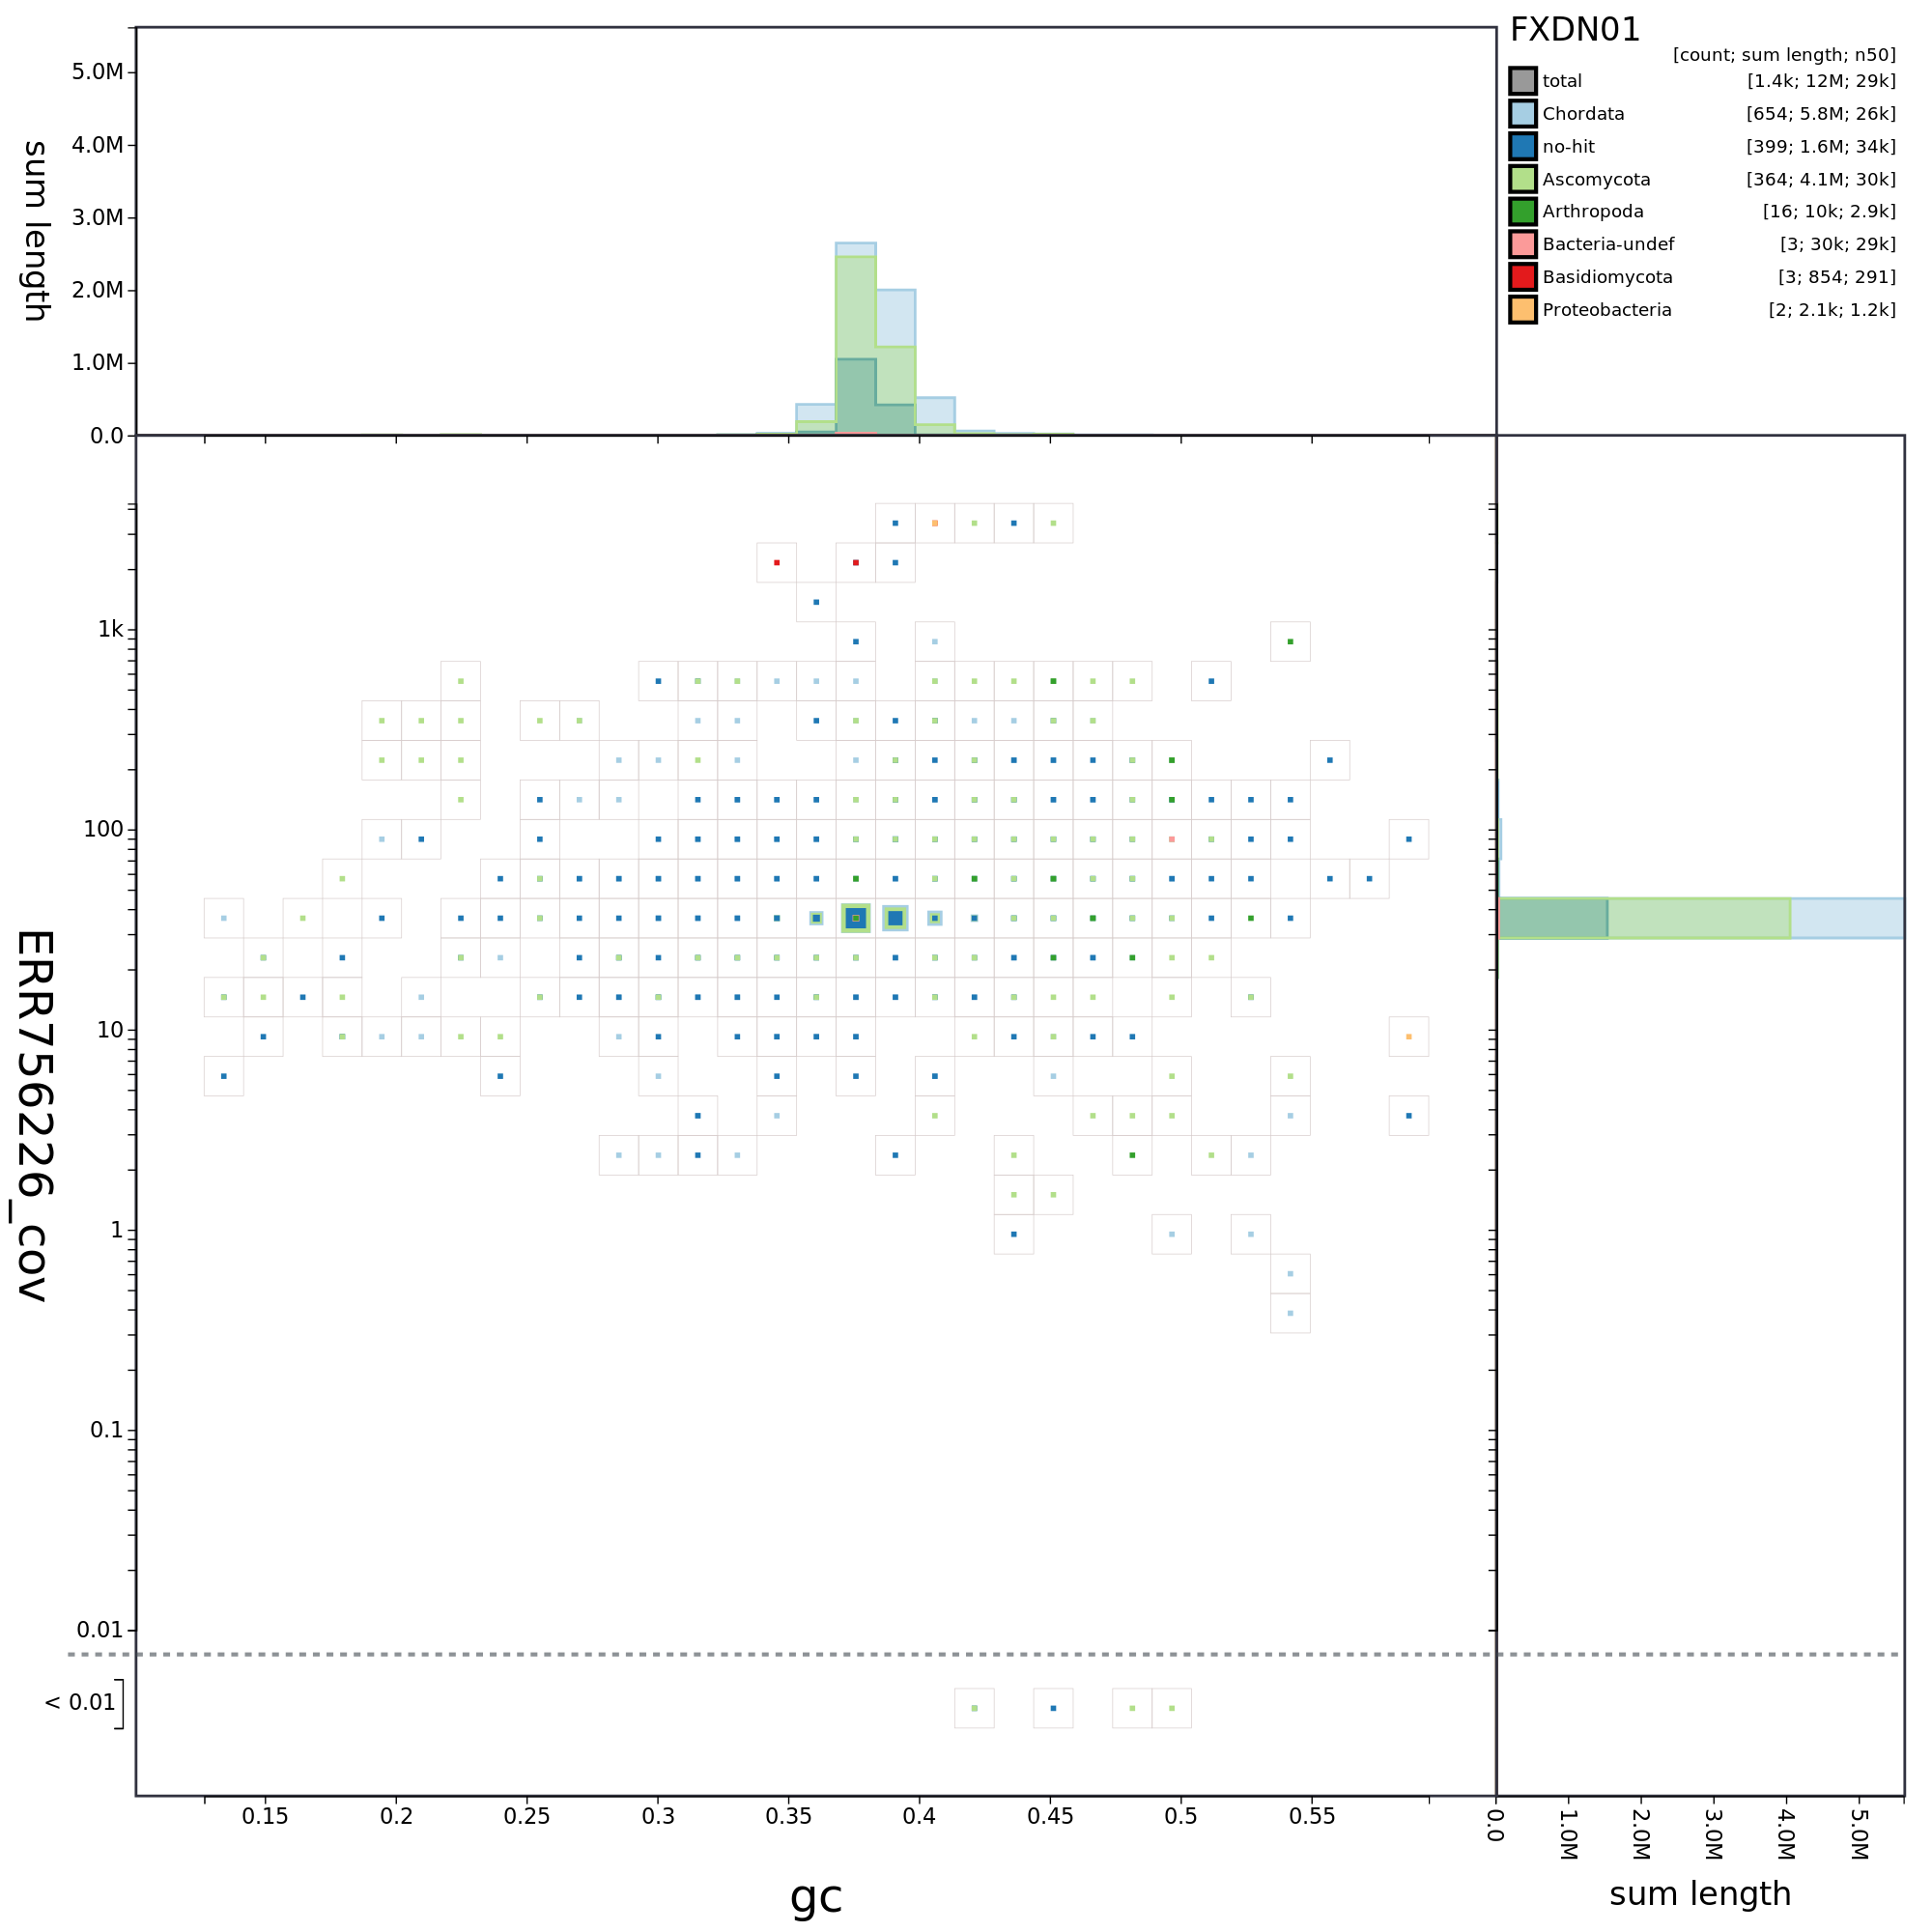 FXDN01
[count; sum length; n50]
total [1.4k; 12M; 29k]
Chordata [654; 5.8M; 26k]
no-hit [399; 1.6M; 34k]
Ascomycota [364; 4.1M; 30k]
Arthropoda [16; 10k; 2.9k]
Bacteria-undef [3; 30k; 29k]
Basidiomycota [3; 854; 291]
Proteobacteria [2; 2.1k; 1.2k]
sum length
5.0M
4.0M
3.0M
2.0M
1.0M
0.0
ERR756226_cov
1k
100
10
1
0.1
0.01
< 0.01
0.15 0.2 0.25 0.3 0.35 0.4 0.45 0.5 0.55
gc
0.0 1.0M 2.0M 3.0M 4.0M 5.0M
sum length